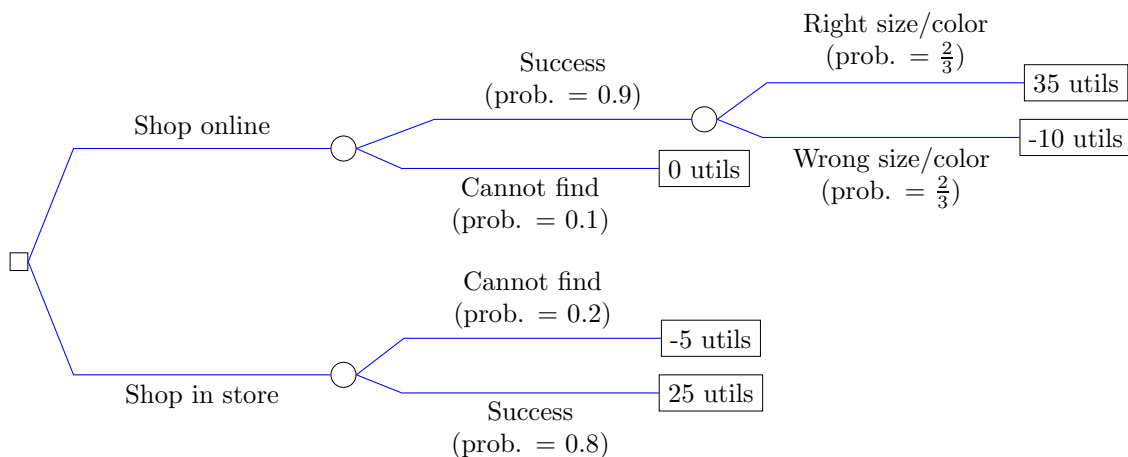 Right size/color
(prob. = 2/3)
Success
(prob. = 0.9)
35 utils
Shop online
-10 utils
Wrong size/color
(prob. = 2/3)
0 utils
Cannot find
(prob. = 0.1)
Cannot find
(prob. = 0.2)
-5 utils
Shop in store
25 utils
Success
(prob. = 0.8)